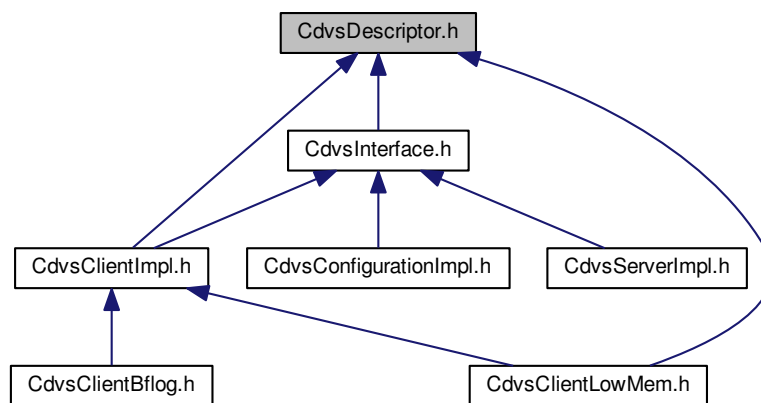 CdvsDescriptor.h
CdvsInterface.h
CdvsClientImpl.h
CdvsConfigurationImpl.h
CdvsServerImpl.h
CdvsClientBflog.h
CdvsClientLowMem.h